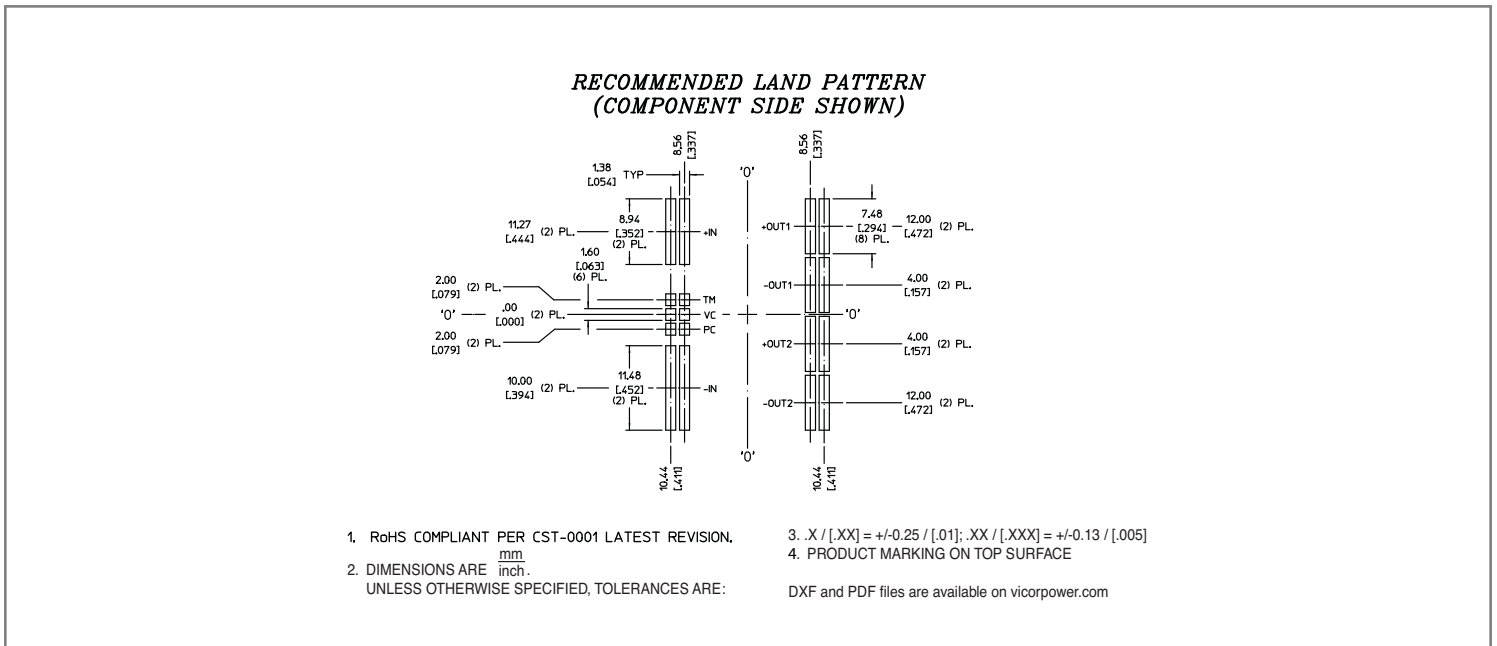 RECOMMENDED LAND PATTERN
(COMPONENT SIDE SHOWN)
8.56
[.337]
8.56
[.337]
1.38
[.054]
TYP
'0'
11.27
[.444]
(2) PL.
8.94
[.352]
(2) PL.
+IN
+OUT1
7.48
[.294]
(8) PL.
12.00
[.472]
(2) PL.
1.60
[.063]
(6) PL.
2.00
[.079]
(2) PL.
TM
-OUT1
4.00
[.157]
(2) PL.
'0'
.00
[.000]
(2) PL.
VC
'0'
2.00
[.079]
(2) PL.
PC
+OUT2
4.00
[.157]
(2) PL.
10.00
[.394]
(2) PL.
11.48
[.452]
(2) PL.
-IN
-OUT2
12.00
[.472]
(2) PL.
'0'
10.44
[.411]
10.44
[.411]
1. RoHS COMPLIANT PER CST-0001 LATEST REVISION.
2. DIMENSIONS ARE mm
inch.
UNLESS OTHERWISE SPECIFIED, TOLERANCES ARE:
3. .X / [.XX] = +/-0.25 / [.01]; .XX / [.XXX] = +/-0.13 / [.005]
4. PRODUCT MARKING ON TOP SURFACE
DXF and PDF files are available on vicorpower.com